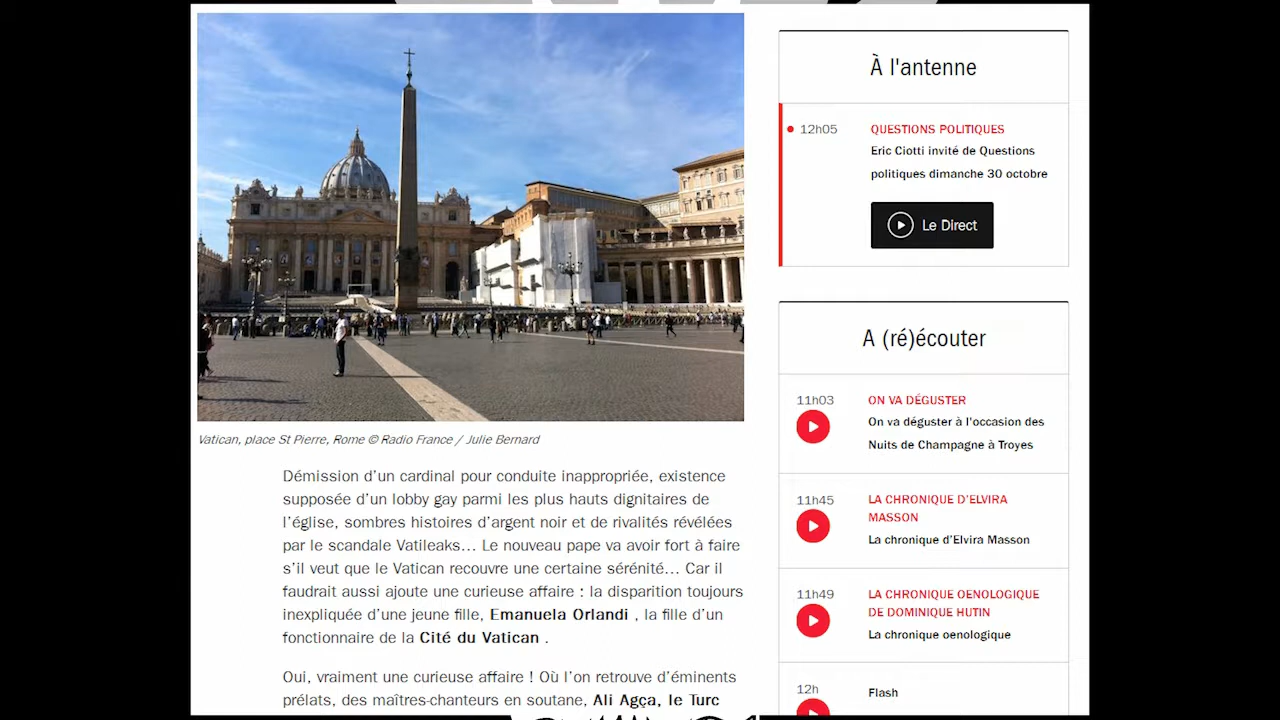 Vatican, place St Pierre, Rome © Radio France / Julie Bernard
Démission d’un cardinal pour conduite inappropriée, existence
supposée d’un lobby gay parmi les plus hauts dignitaires de
l’église, sombres histoires d’argent noir et de rivalités révélées
par le scandale Vatileaks… Le nouveau pape va avoir fort à faire
s’il veut que le Vatican recouvre une certaine sérénité… Car il
faudrait aussi ajoute une curieuse affaire : la disparition toujours
inexpliquée d’une jeune fille, Emanuela Orlandi , la fille d’un
fonctionnaire de la Cité du Vatican .
Oui, vraiment une curieuse affaire ! Où l’on retrouve d’éminents
prélats, des maîtres-chanteurs en soutane, Ali Agça, le Turc
À l'antenne
12h05
QUESTIONS POLITIQUES
Eric Ciotti invité de Questions
politiques dimanche 30 octobre
Le Direct
A (ré)écouter
11h03
ON VA DÉGUSTER
On va déguster à l'occasion des
Nuits de Champagne à Troyes
11h45
LA CHRONIQUE D'ELVIRA
MASSON
La chronique d'Elvira Masson
11h49
LA CHRONIQUE OENOLOGIQUE
DE DOMINIQUE HUTIN
La chronique oenologique
12h
Flash